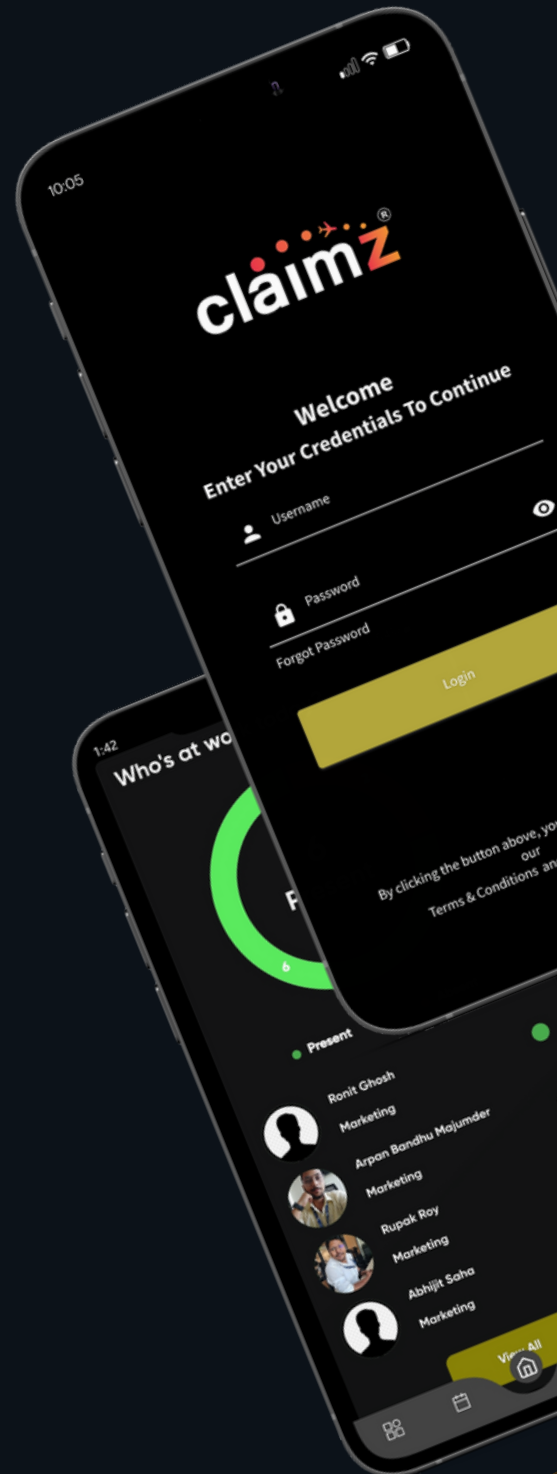 10:05
claimz®
Welcome
Enter Your Credentials To Continue
Username
Password
Forgot Password
Login
By clicking the button above, you
our
Terms & Conditions an
1:42
Who's at wo
6
Present
Ronit Ghosh
Marketing
Arpan Bandhu Majumder
Marketing
Rupak Roy
Marketing
Abhijit Saha
Marketing
View All